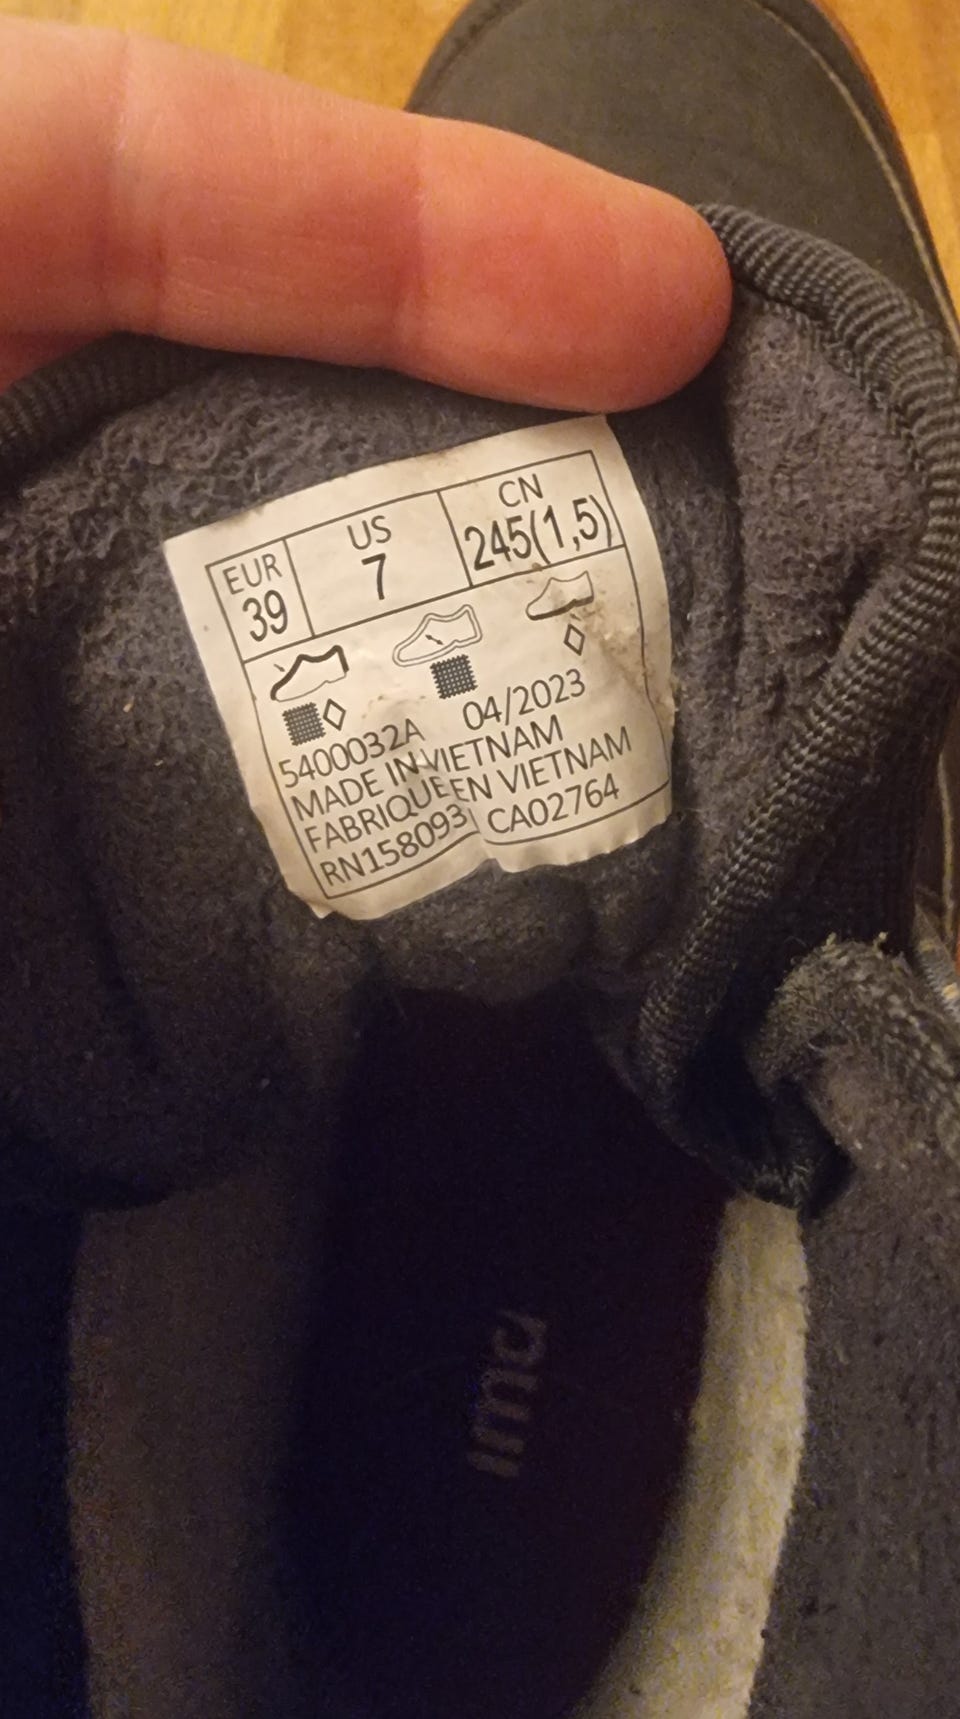 EUR US CN
39 7 245(1,5)
5400032A 04/2023
MADE IN VIETNAM
FABRIQUE EN VIETNAM
RN158093 CA02764